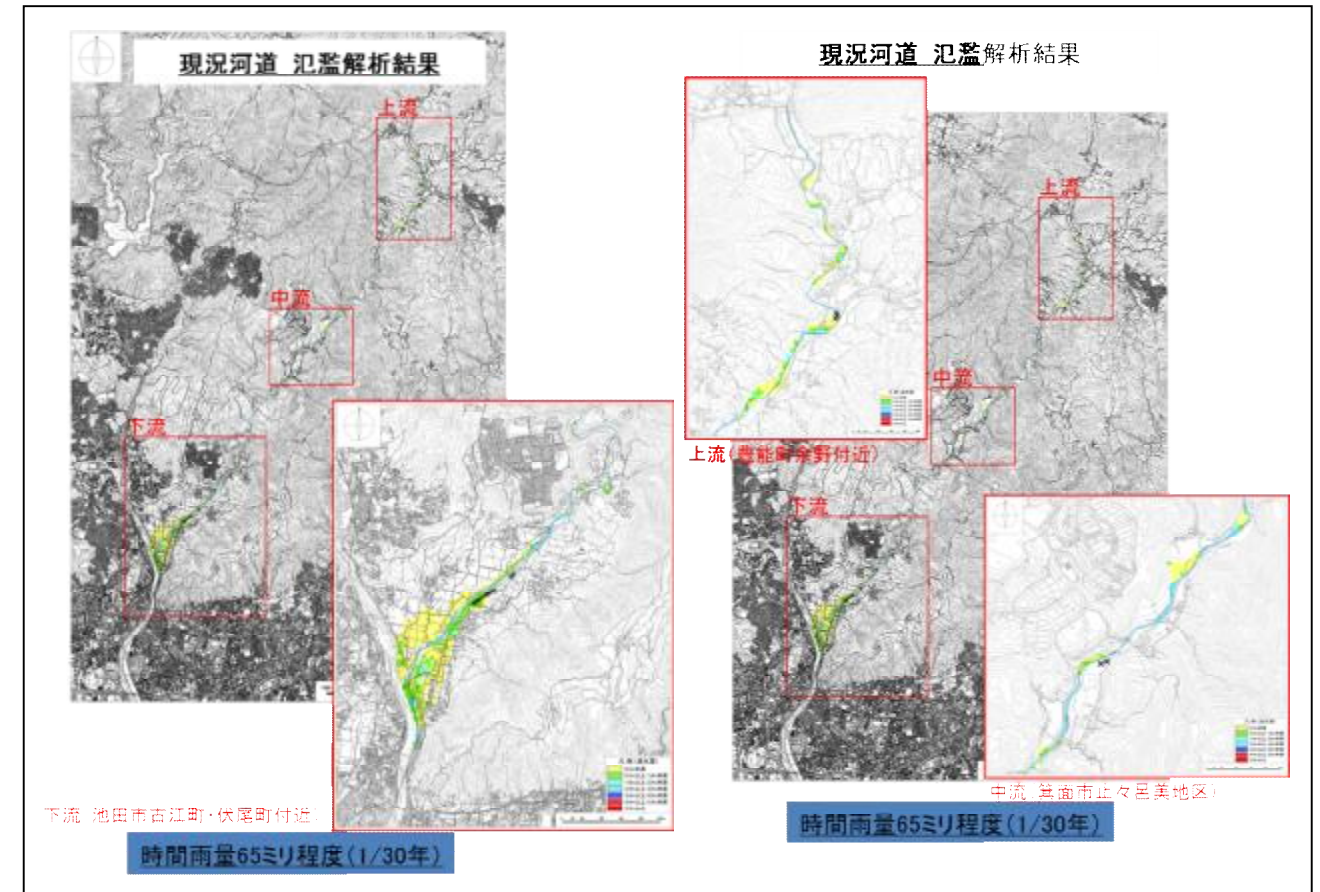 現況河道 氾濫解析結果
上流
中流
下流
下流 池田市古江町・伏尾町付近
時間雨量65ミリ程度(1/30年)
現況河道 氾濫解析結果
上流
中流
下流
上流(豊能町余野付近)
中流 箕面市止々呂美地区)
時間雨量65ミリ程度(1/30年)